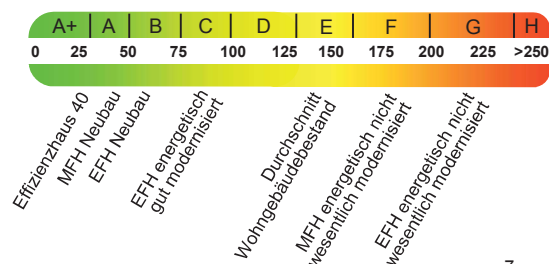 A+ A B C D E F G H
0 25 50 75 100 125 150 175 200 225 >250
Effizienzhaus 40
MFH Neubau
EFH Neubau
EFH energetisch
gut modernisiert
Durchschnitt
Wohngebäudebestand
MFH energetisch nicht
wesentlich modernisiert
EFH energetisch nicht
wesentlich modernisiert